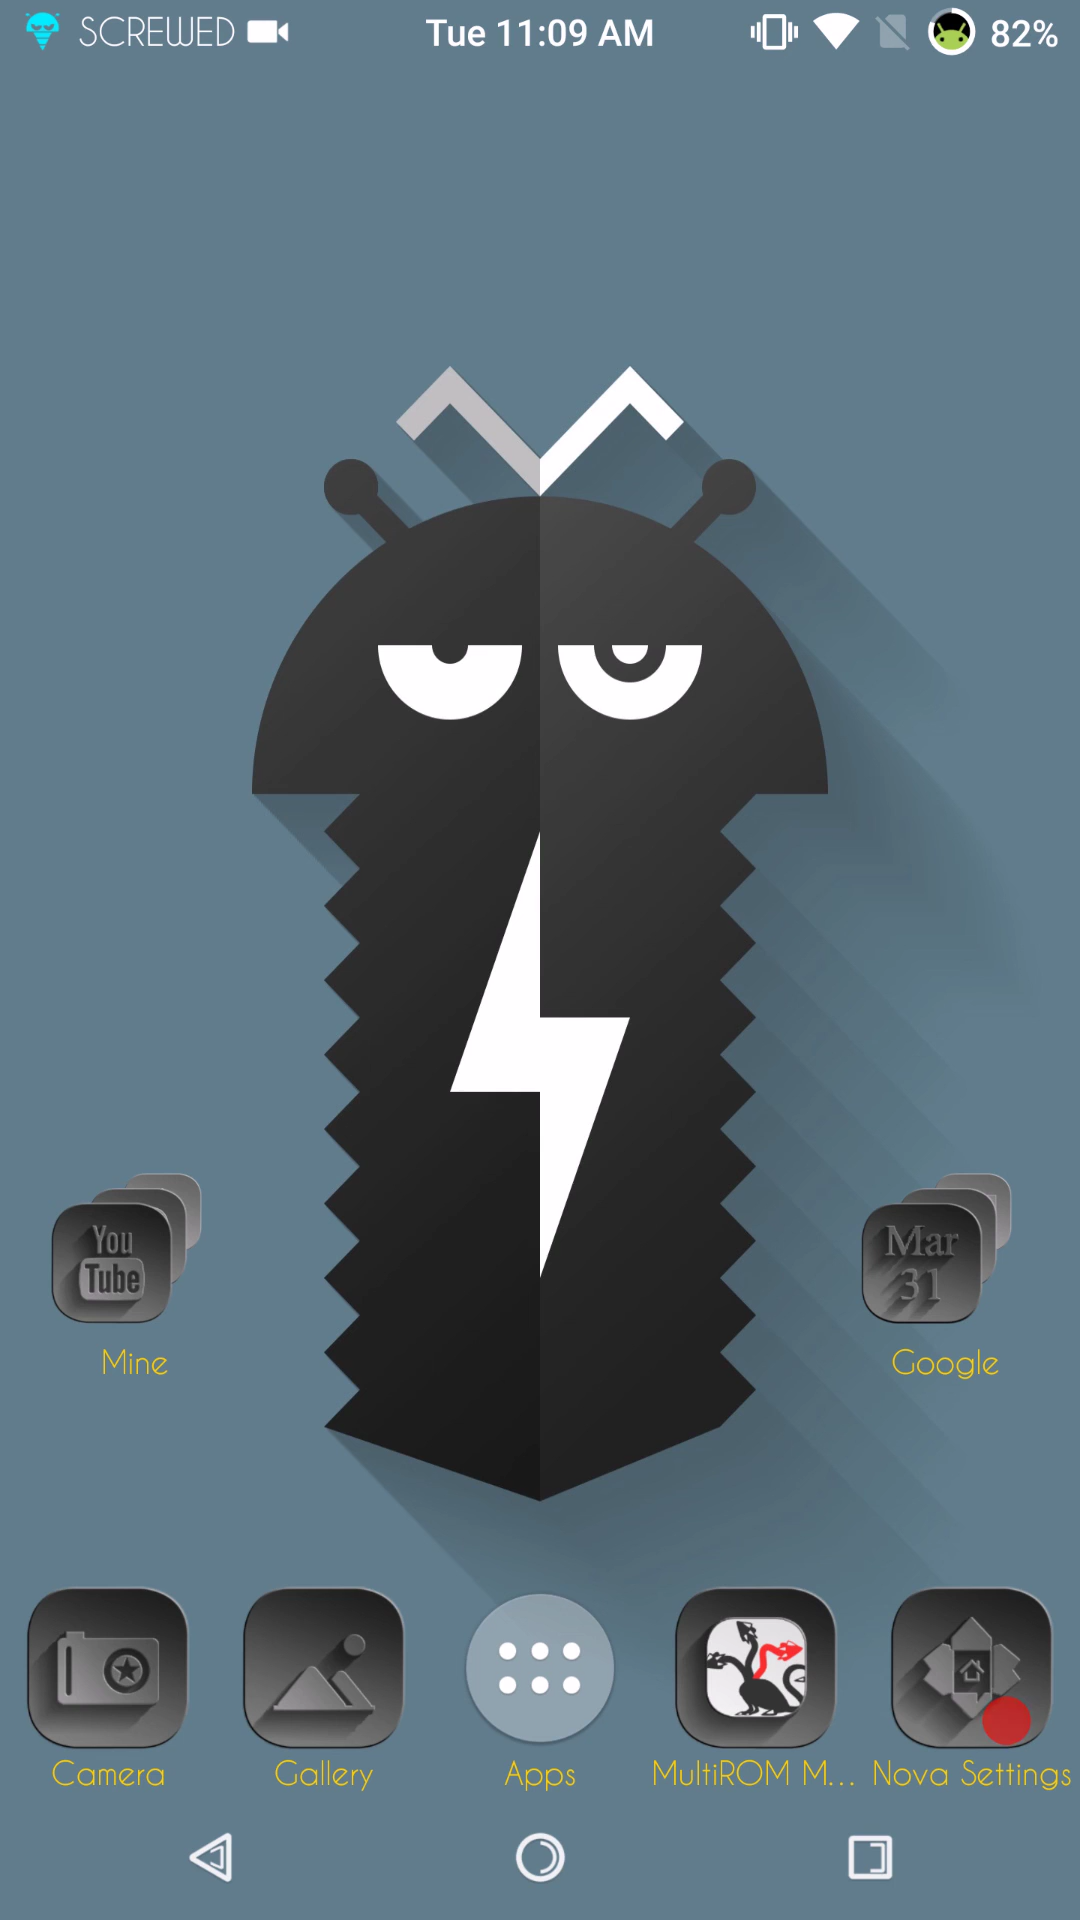 SCREWED Tue 11:09 AM 82%
You
Tube
Mar
31
Mine Google
Camera Gallery Apps MultiROM M... Nova Settings